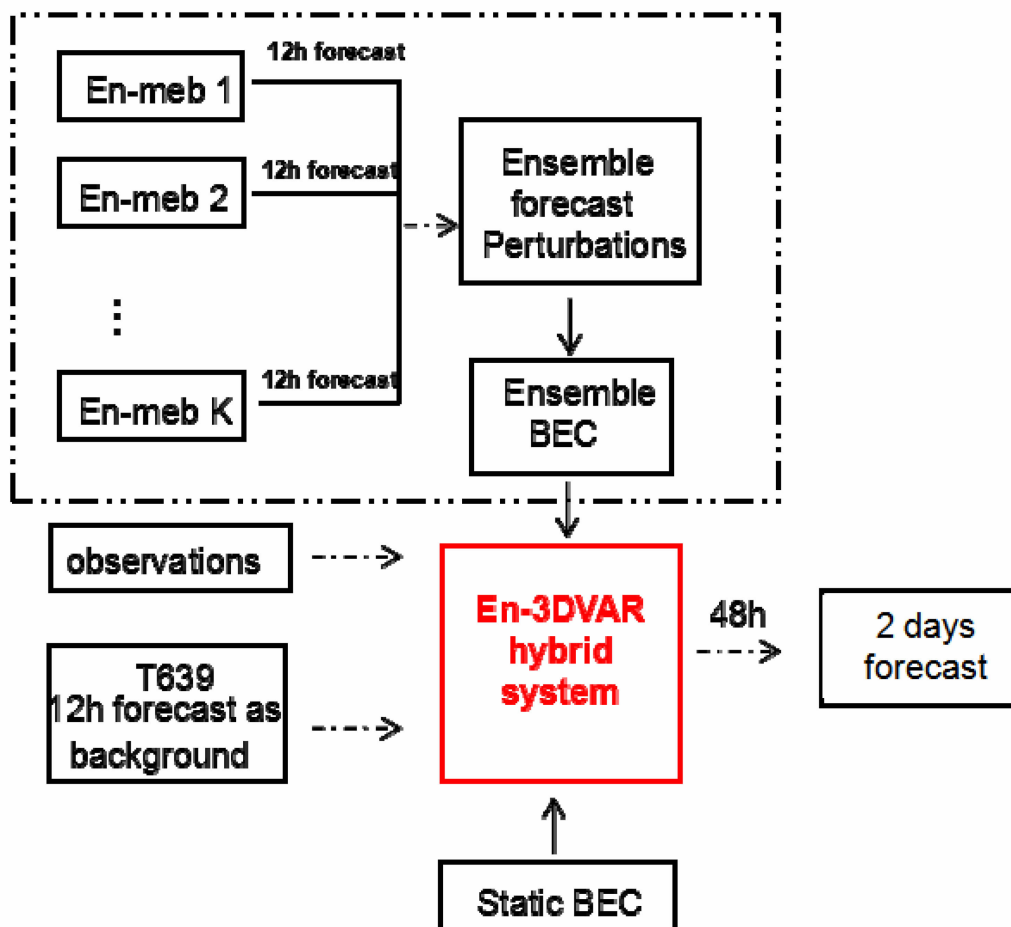 12h forecast
En-meb 1
12h forecast
En-meb 2
Ensemble
forecast
Perturbations
⋮
12h forecast
En-meb K
Ensemble
BEC
observations
En-3DVAR
hybrid
system
48h
2 days
forecast
T639
12h forecast as
background
Static BEC